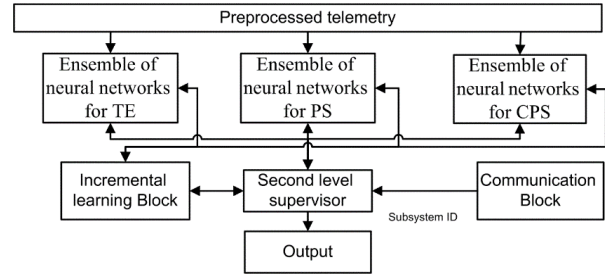 Preprocessed telemetry
Ensemble of
neural networks
for TE
Ensemble of
neural networks
for PS
Ensemble of
neural networks
for CPS
Incremental
learning Block
Second level
supervisor
Communication
Block
Subsystem ID
Output